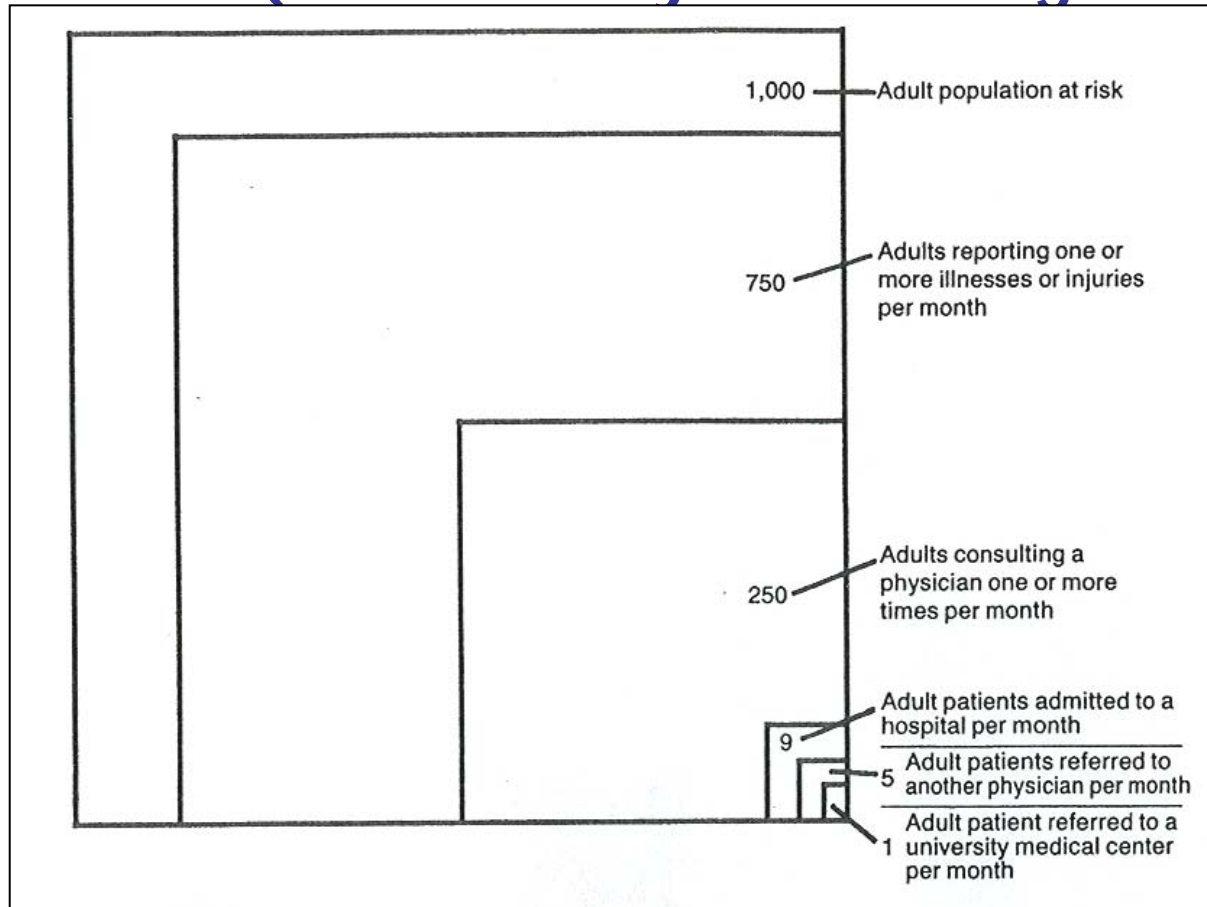 1,000 Adult population at risk
750 Adults reporting one or
more illnesses or injuries
per month
250 Adults consulting a
physician one or more
times per month
9 Adult patients admitted to a
hospital per month
5 Adult patients referred to
another physician per month
1 Adult patient referred to a
university medical center
per month